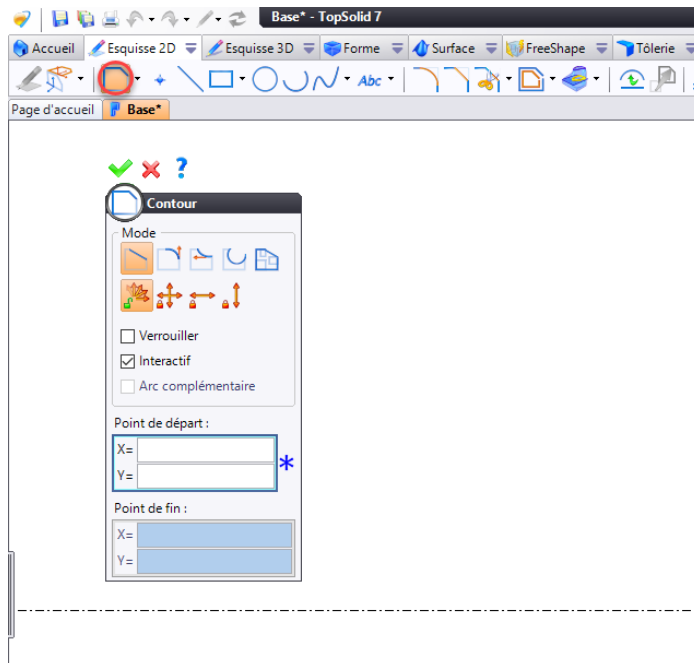 Base* - TopSolid 7
Accueil Esquisse 2D Esquisse 3D Forme Surface FreeShape Tôlerie
Abc
Page d'accueil Base*
?
Contour
Mode
Verrouiller
Interactif
Arc complémentaire
Point de départ :
X=
Y= *
Point de fin :
X=
Y=